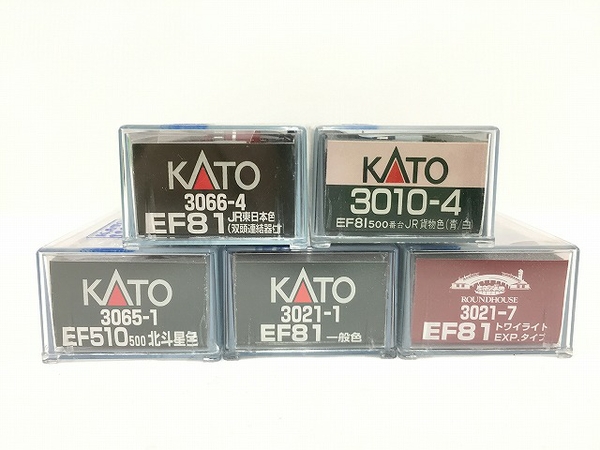 KATO
3066-4
EF81 JR東日本色
(双頭連結器付
KATO
3010-4
EF81 500番台 JR貨物色(青/白
KATO
3065-1
EF510 500 北斗星色
KATO
3021-1
EF81 一般色
ROUNDHOUSE
3021-7
EF81 トワイライト
EXP.タイプ